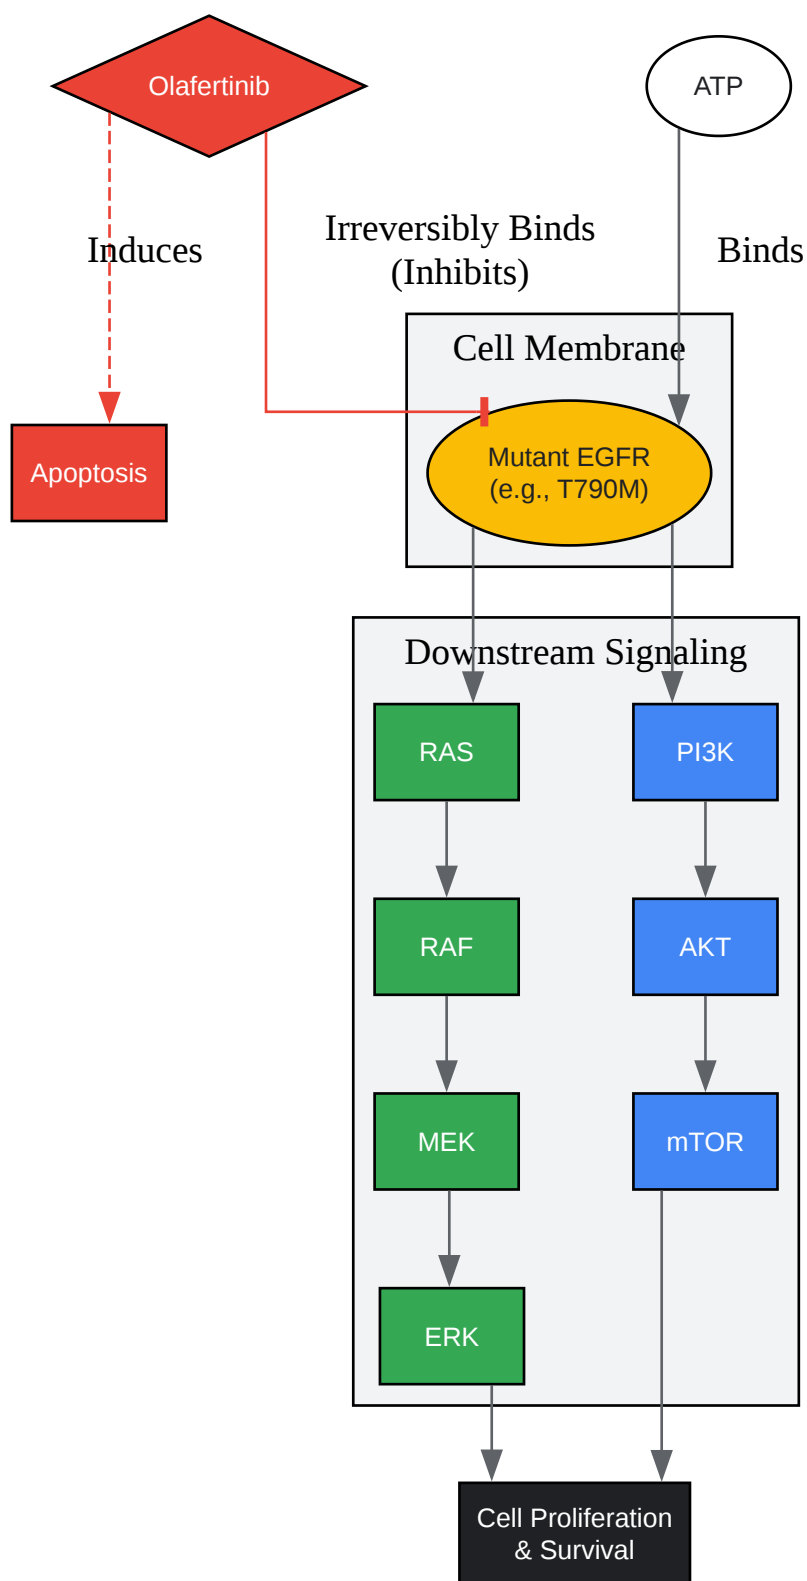 Olafertinib
ATP
Induces
Irreversibly Binds
(Inhibits)
Binds
Cell Membrane
Mutant EGFR
(e.g., T790M)
Apoptosis
Downstream Signaling
RAS
PI3K
RAF
AKT
MEK
mTOR
ERK
Cell Proliferation
& Survival